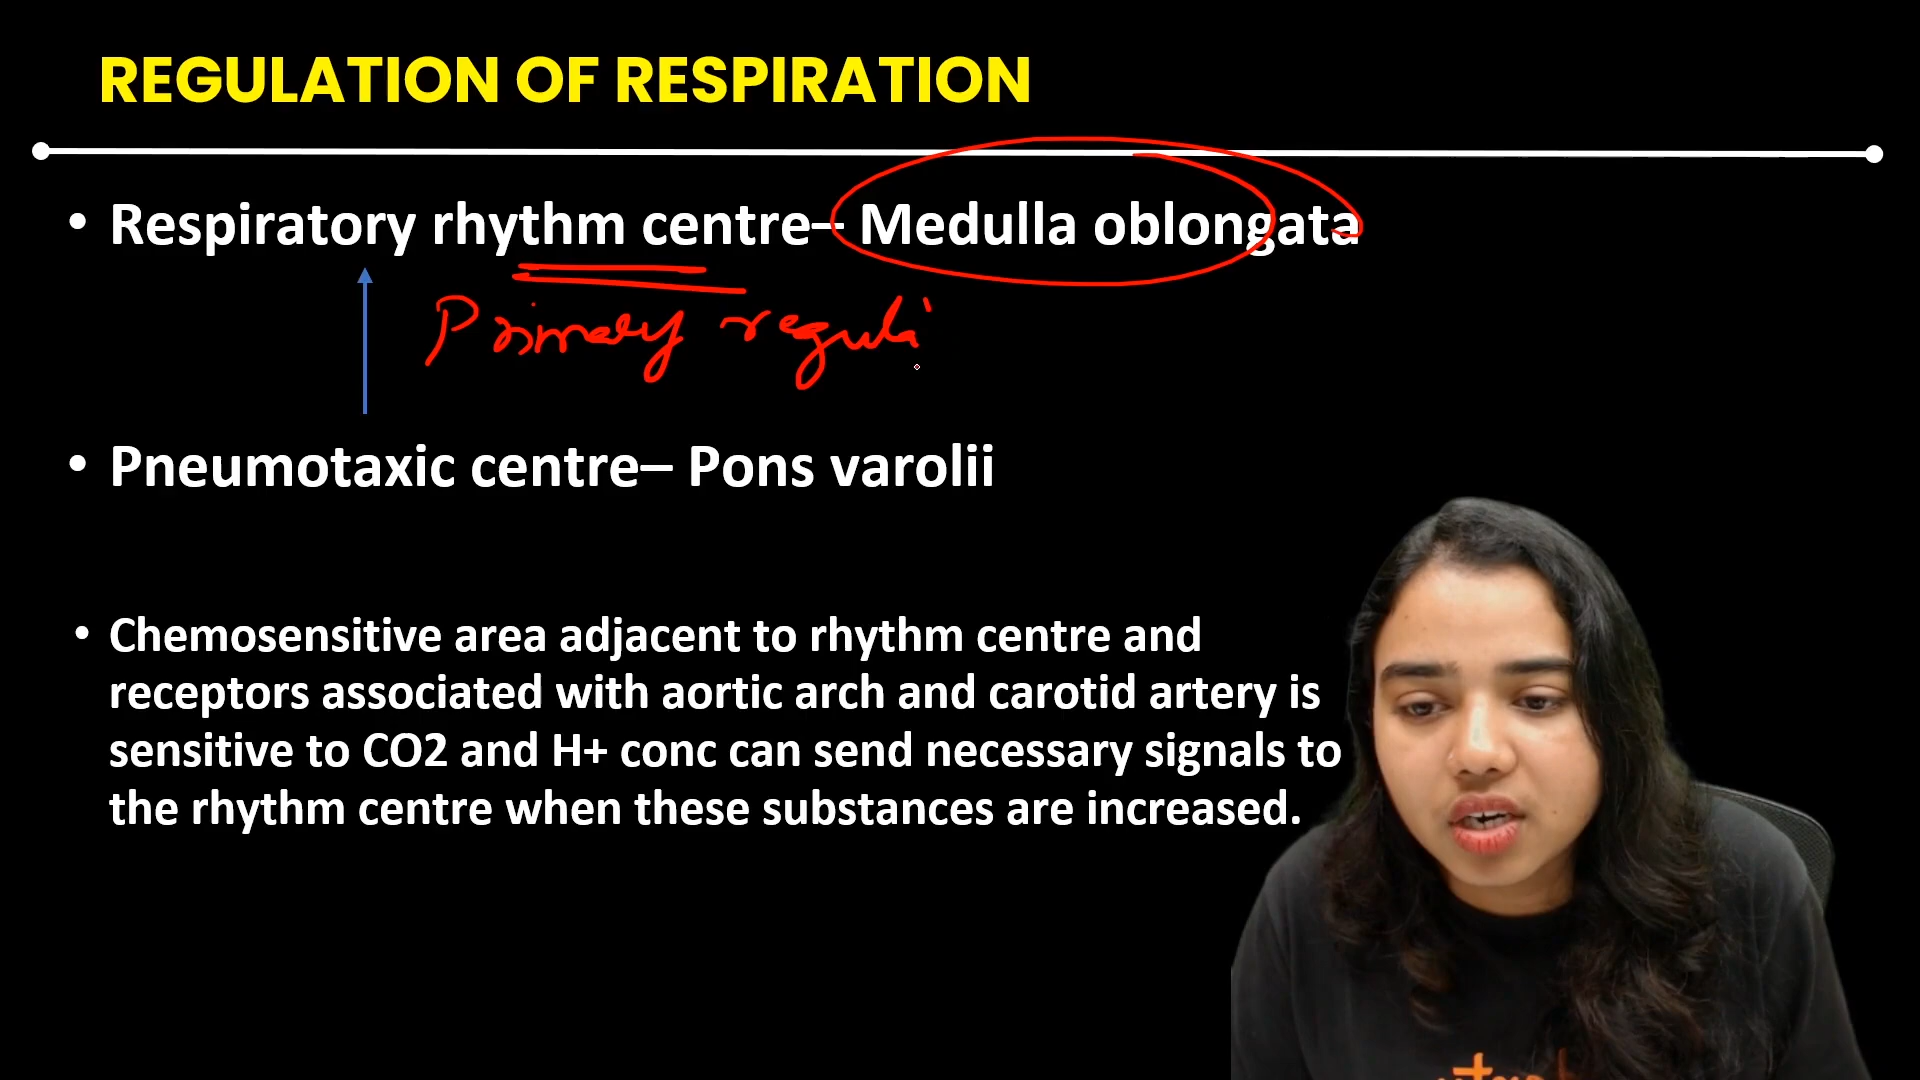 REGULATION OF RESPIRATION
• Respiratory rhythm centre– Medulla oblongata
Primary regula
• Pneumotaxic centre– Pons varolii
• Chemosensitive area adjacent to rhythm centre and
receptors associated with aortic arch and carotid artery is
sensitive to CO2 and H+ conc can send necessary signals to
the rhythm centre when these substances are increased.